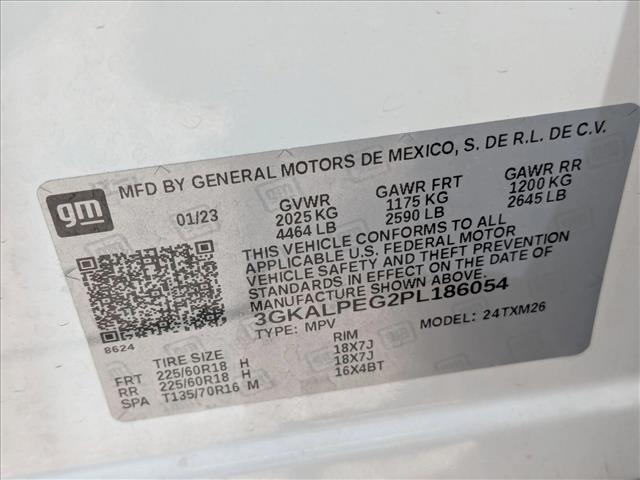 gm
MFD BY GENERAL MOTORS DE MEXICO, S. DE R.L. DE C.V.
01/23 GVWR GAWR FRT GAWR RR
2025 KG 1175 KG 1200 KG
4464 LB 2590 LB 2645 LB
THIS VEHICLE CONFORMS TO ALL
APPLICABLE U.S. FEDERAL MOTOR
VEHICLE SAFETY AND THEFT PREVENTION
STANDARDS IN EFFECT ON THE DATE OF
MANUFACTURE SHOWN ABOVE.
3GKALPEG2PL186054
TYPE: MPV MODEL: 24TXM26
8624
TIRE SIZE RIM
FRT 225/60R18 H 18X7J
RR 225/60R18 H 18X7J
SPA T135/70R16 M 16X4BT